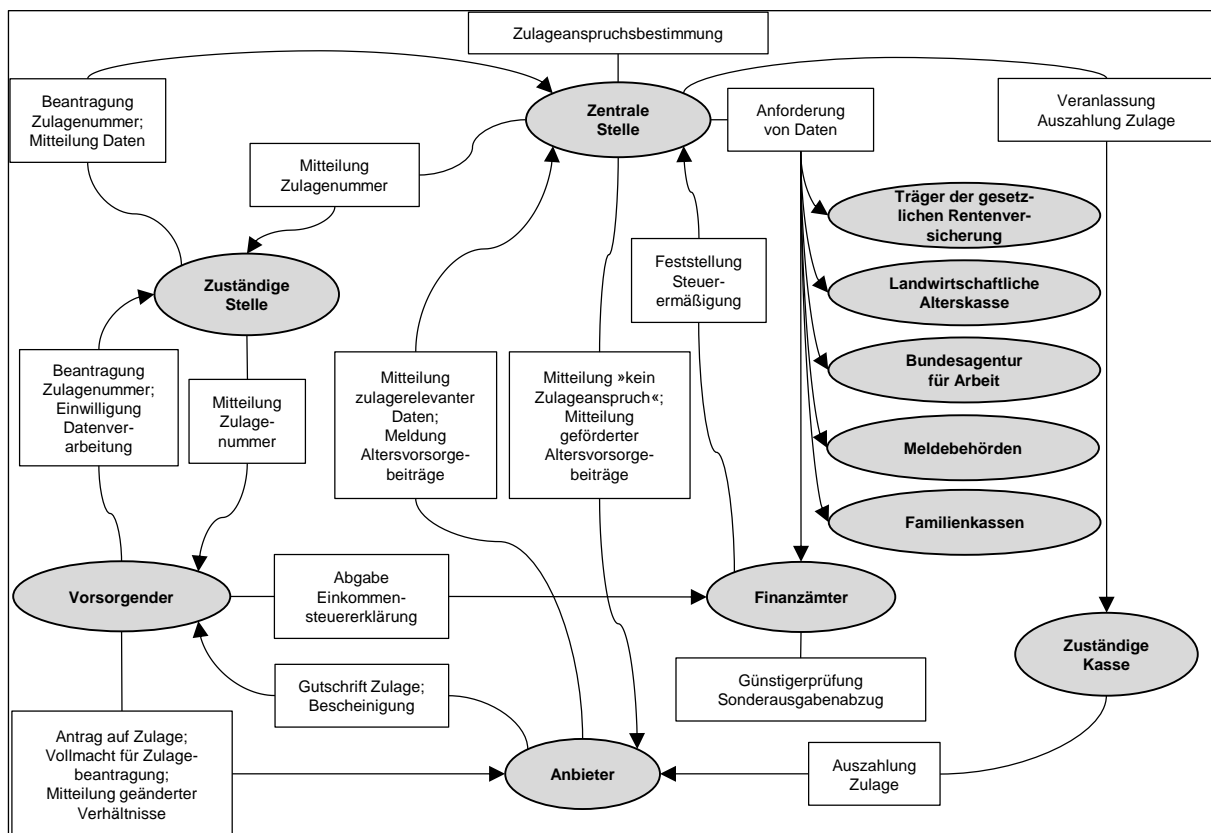 Zulageanspruchsbestimmung
Beantragung
Zulagenummer;
Mitteilung Daten
Zentrale
Stelle
Anforderung
von Daten
Veranlassung
Auszahlung Zulage
Mitteilung
Zulagenummer
Träger der gesetz-
lichen Rentenver-
sicherung
Zuständige
Stelle
Feststellung
Steuer-
ermäßigung
Landwirtschaftliche
Alterskasse
Beantragung
Zulagenummer;
Einwilligung
Datenver-
arbeitung
Mitteilung
Zulage-
nummer
Mitteilung
zulagerelevanter
Daten;
Meldung
Altersvorsorge-
beiträge
Mitteilung »kein
Zulageanspruch«;
Mitteilung
geförderter
Altersvorsorge-
beiträge
Bundesagentur
für Arbeit
Meldebehörden
Familienkassen
Vorsorgender
Abgabe
Einkommen-
steuererklärung
Finanzämter
Zuständige
Kasse
Gutschrift Zulage;
Bescheinigung
Günstigerprüfung
Sonderausgabenabzug
Antrag auf Zulage;
Vollmacht für Zulage-
beantragung;
Mitteilung geänderter
Verhältnisse
Anbieter
Auszahlung
Zulage